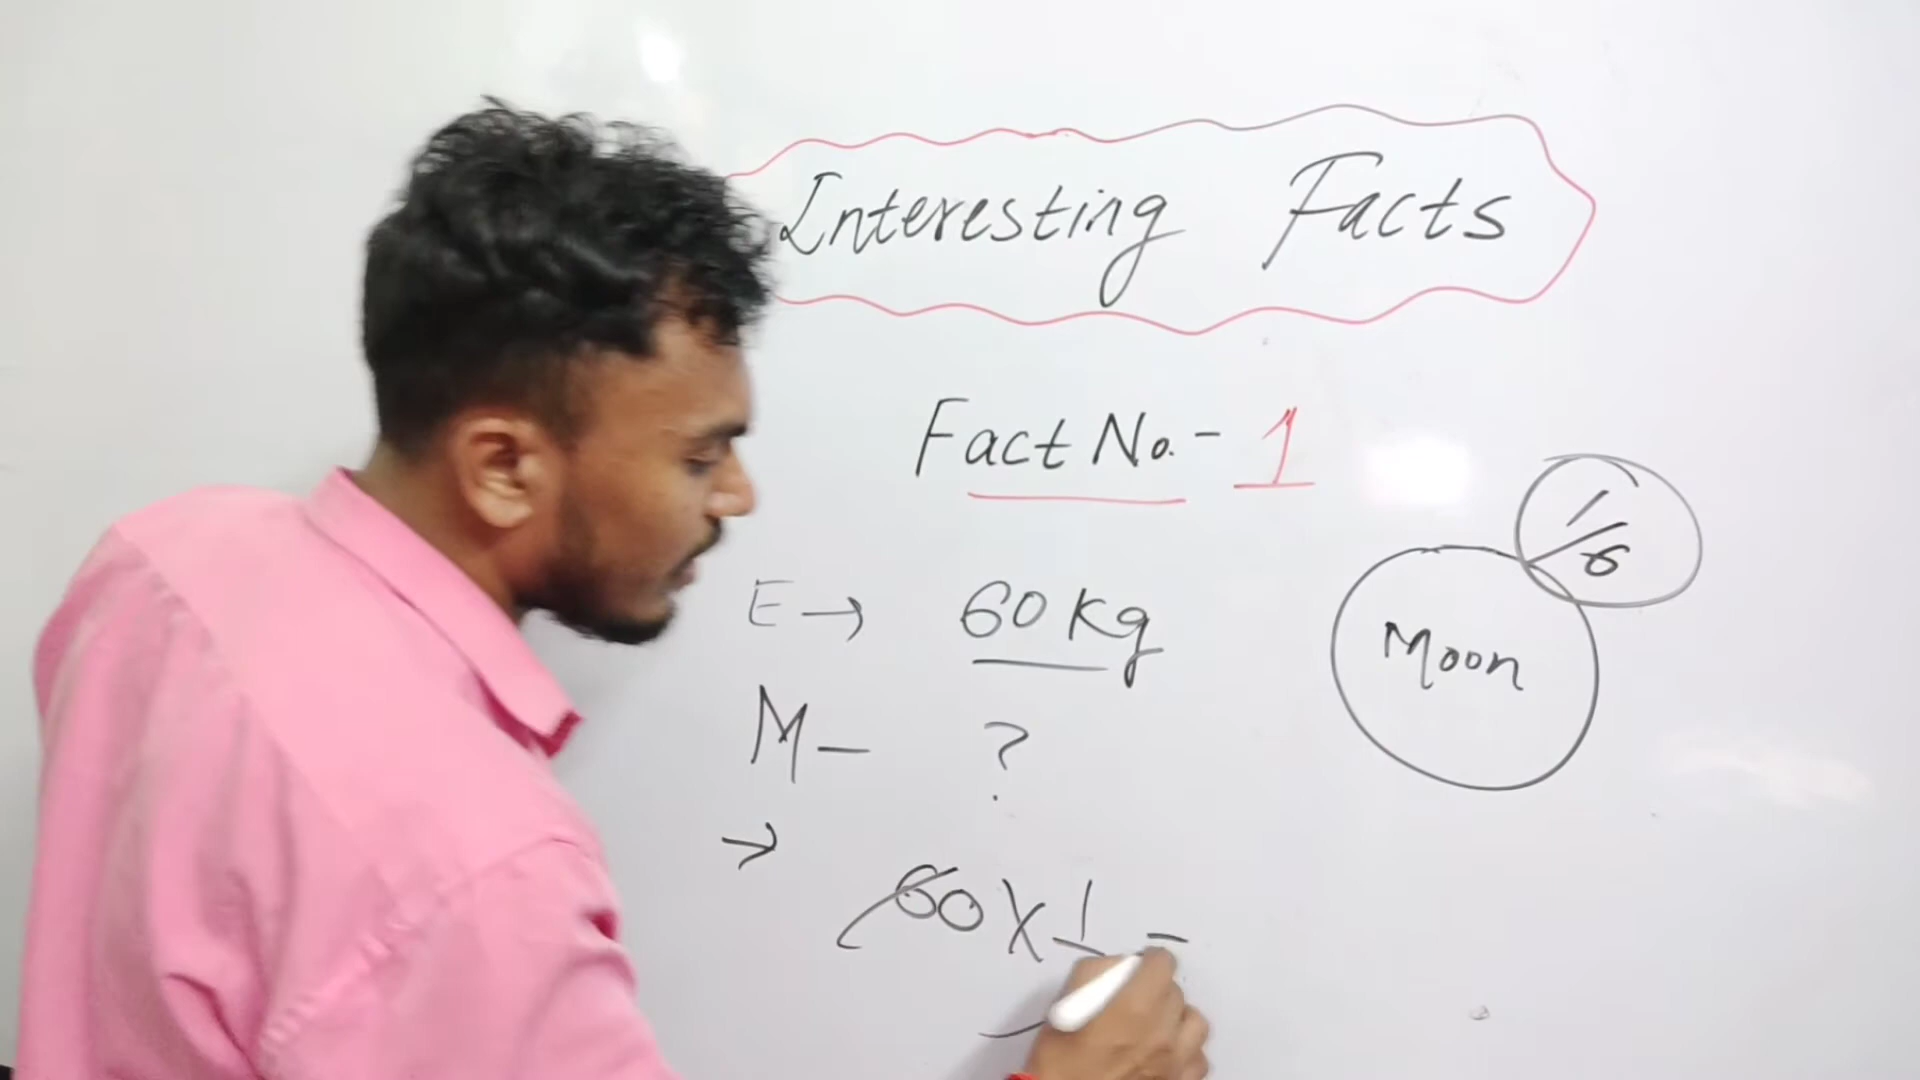 Interesting Facts
Fact No.- 1
1/6
E → 60 Kg
Moon
M — ?
→
60 X 1 =